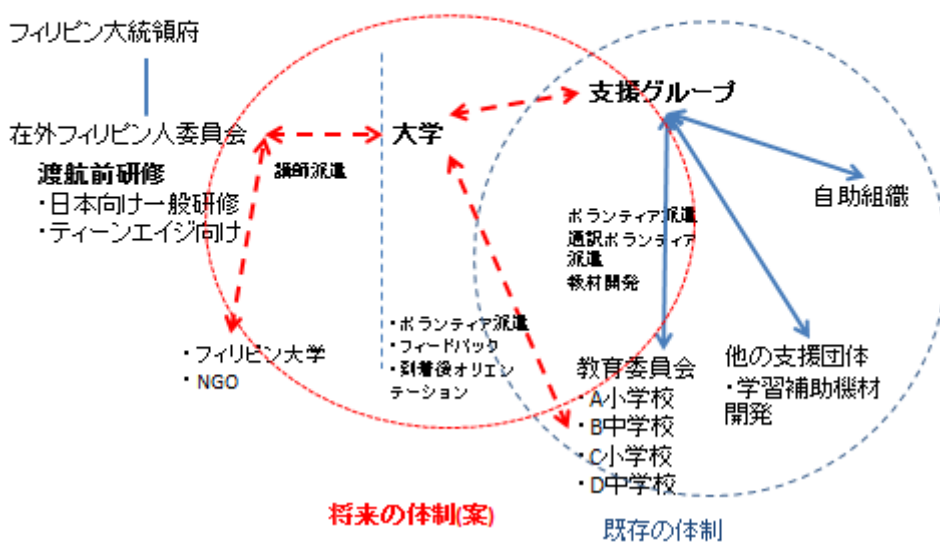 フィリピン大統領府
在外フィリピン人委員会
渡航前研修
・日本向け一般研修
・ティーンエイジ向け
講師派遣
大学
支援グループ
自助組織
ボランティア派遣
通訳ボランティア
派遣
教材開発
・フィリピン大学
・NGO
・ボランティア派遣
・フィードバック
・到着後オリエン
テーション
教育委員会
・A小学校
・B中学校
・C小学校
・D中学校
他の支援団体
・学習補助機材
開発
将来の体制(案)
既存の体制